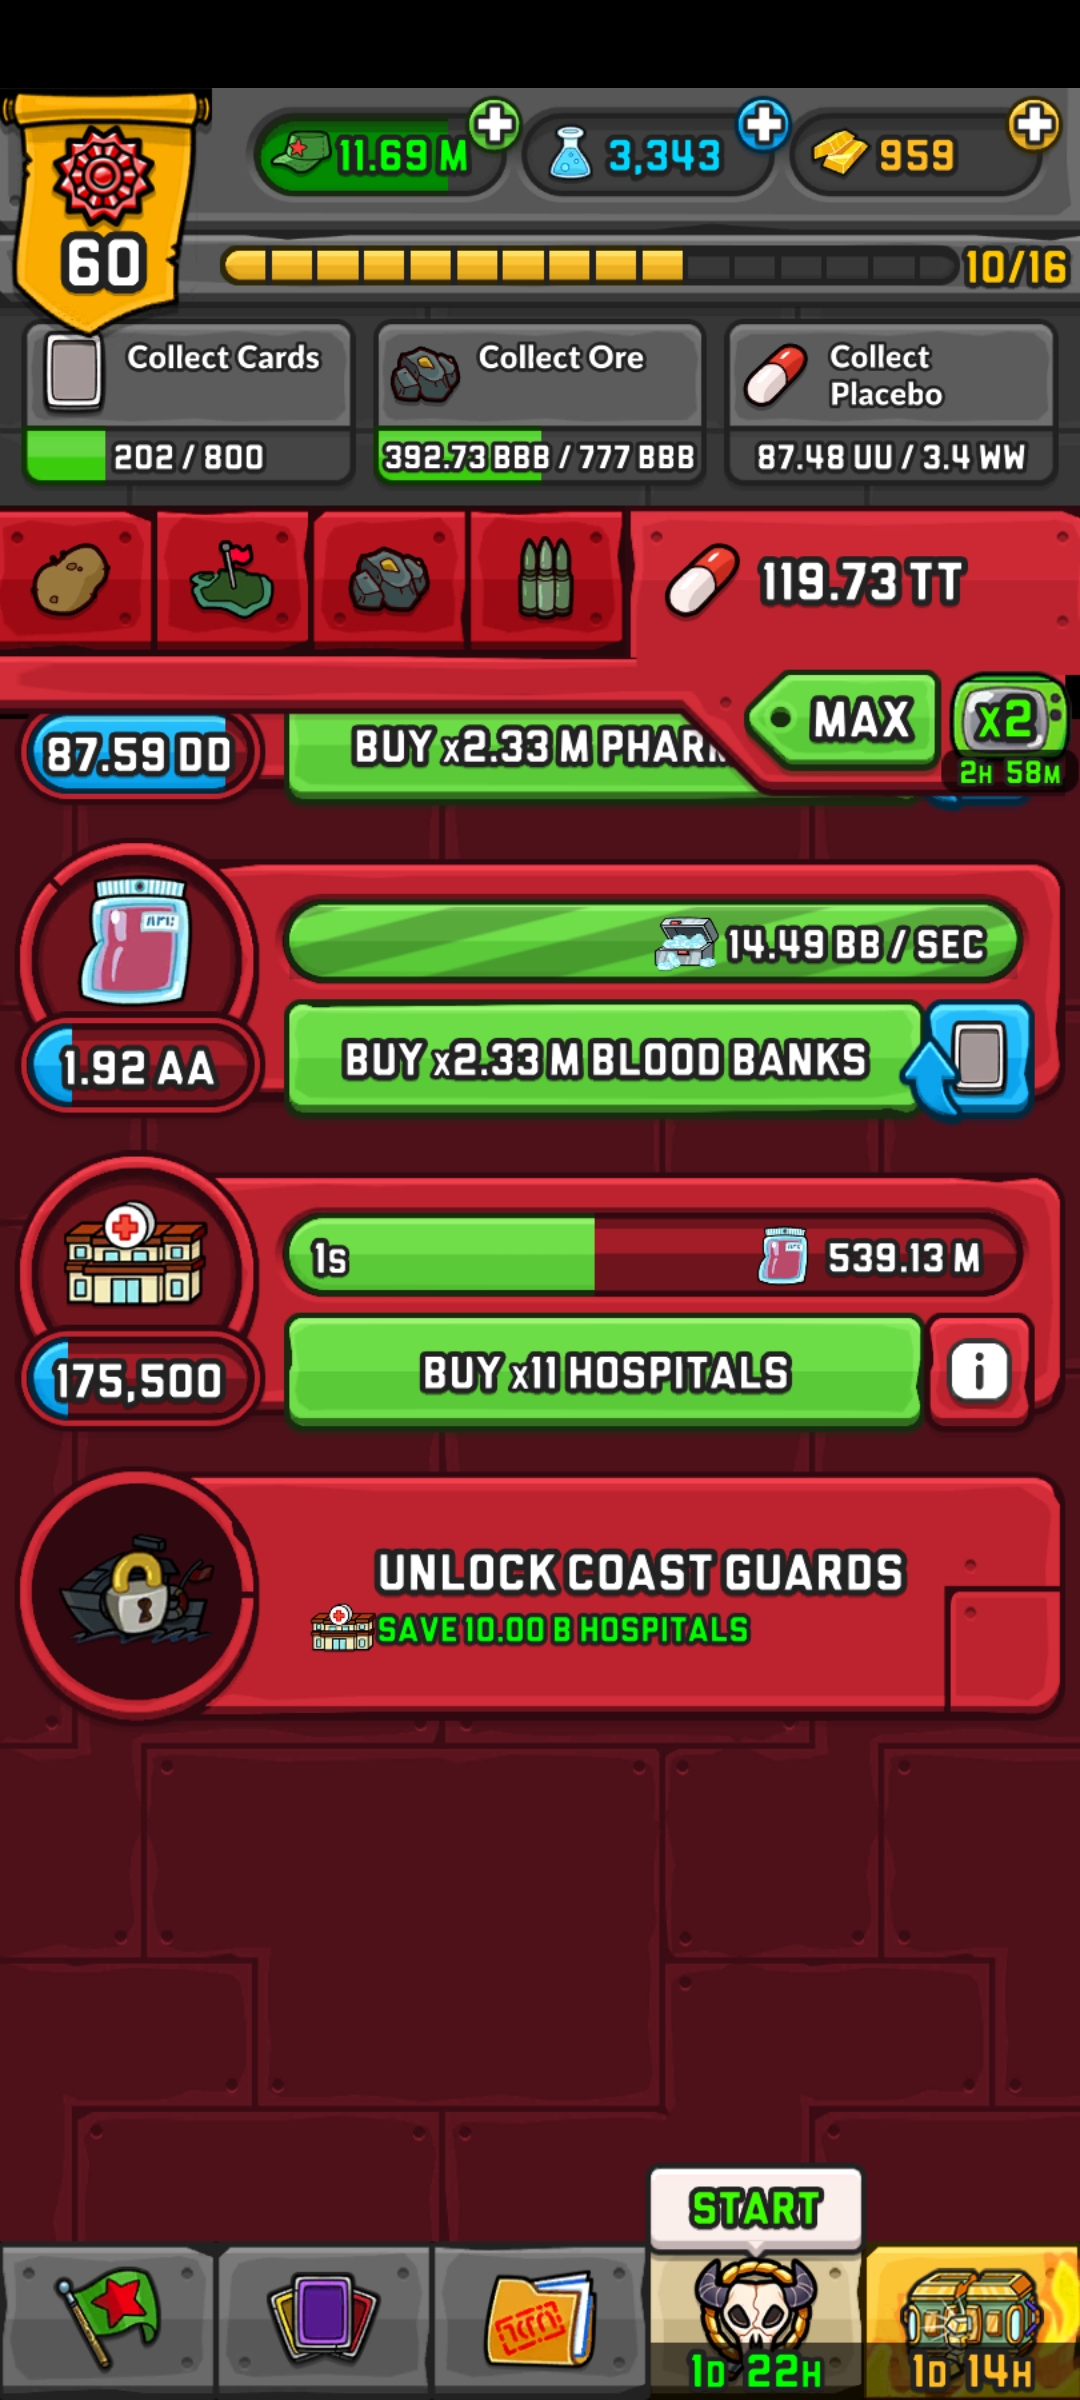 60
11.69 M
3,343
959
10/16
Collect Cards
202 / 800
Collect Ore
392.73 BBB / 777 BBB
Collect
Placebo
87.48 UU / 3.4 WW
119.73 TT
MAX
x2
2H 58M
87.59 DD
BUY x2.33 M
14.49 BB / SEC
1.92 AA
BUY x2.33 M BLOOD BANKS
1s
539.13 M
175,500
BUY x11 HOSPITALS
i
UNLOCK COAST GUARDS
SAVE 10.00 B HOSPITALS
START
1D 22H
1D 14H